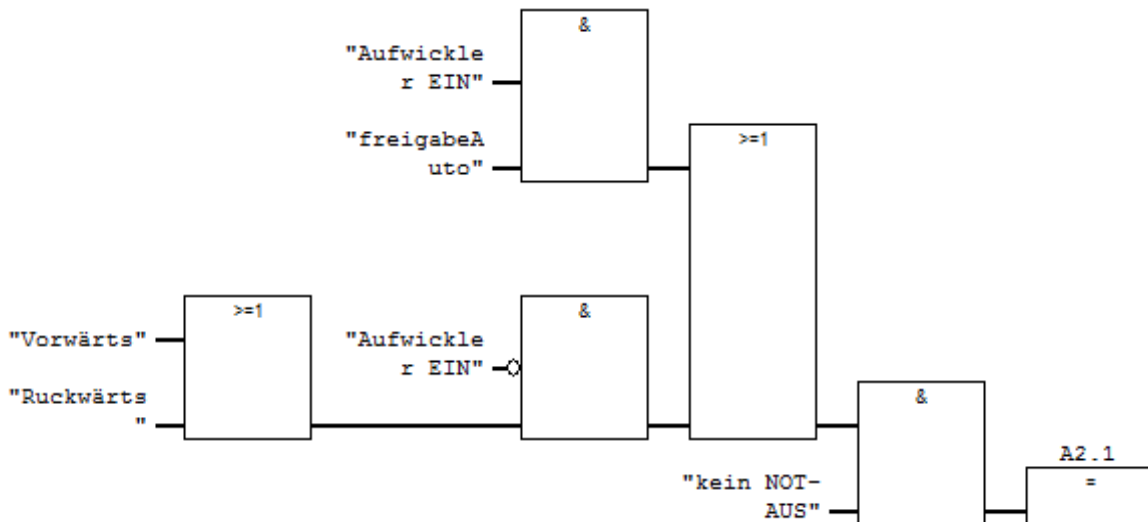 &
"Aufwickle
r EIN"
"freigabeA
uto"
>=1
>=1
"Vorwärts"
"Ruckwärts
"
&
"Aufwickle
r EIN"
&
"kein NOT-
AUS"
A2.1
=